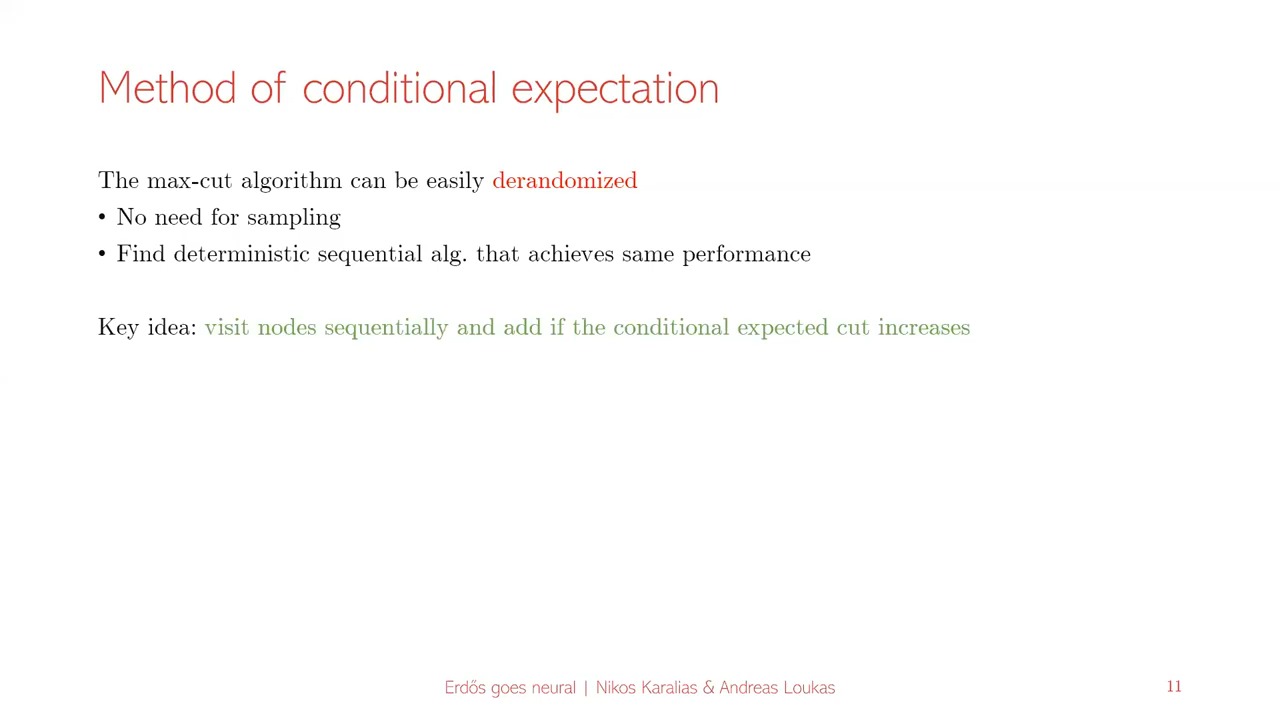 Method of conditional expectation
The max-cut algorithm can be easily derandomized
• No need for sampling
• Find deterministic sequential alg. that achieves same performance
Key idea: visit nodes sequentially and add if the conditional expected cut increases
Erdős goes neural | Nikos Karalias & Andreas Loukas
11